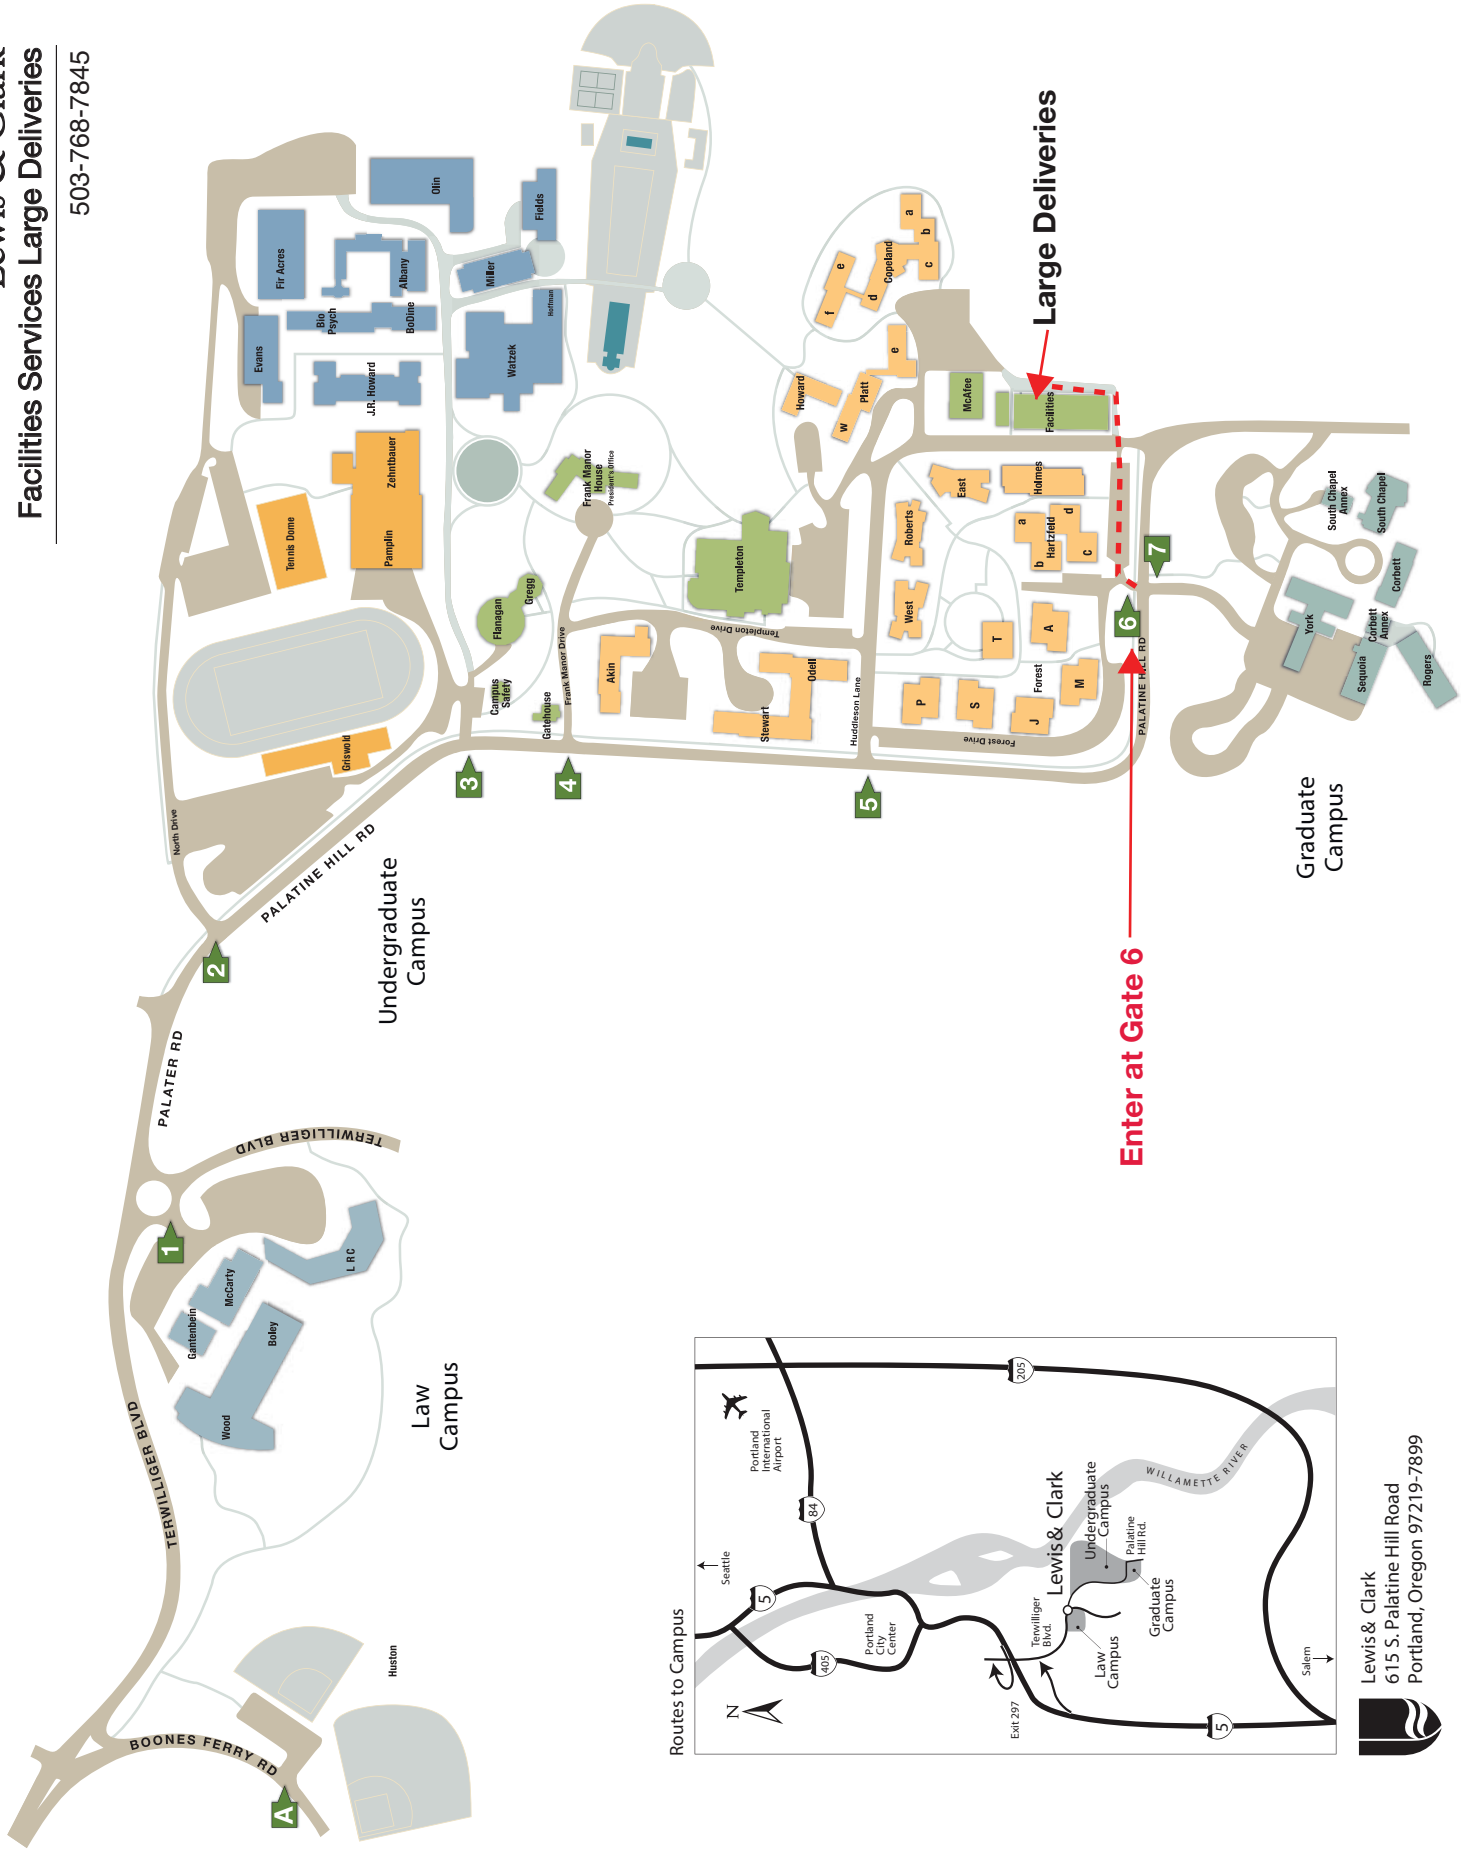 Lewis & Clark
Facilities Services Large Deliveries
503-768-7845
BOONES FERRY RD
A
Huston
TERWILLIGER BLVD
Wood
Boley
Gantenbein
McCarty
L R C
1
Law
Campus
TERWILLIGER BLVD
PALATER RD
2
North Drive
PALATINE HILL RD
Undergraduate
Campus
Griswold
Tennis Dome
Pamplin
Zehntbauer
Evans
Fir Acres
J.R. Howard
Bio
Psych
BoDine
Albany
Olin
Miller
Fields
Watzek
Hoffman
3
Campus
Safety
Flanagan
Gregg
Gatehouse
4
Frank Manor Drive
Frank Manor
House
President's Office
Akin
Templeton Drive
Templeton
Stewart
Odell
5
Huddleson Lane
Howard
w
Platt
e
f
e
d
Copeland
a
b
c
McAfee
Facilities
Large Deliveries
Roberts
East
Holmes
West
a
Hartzfeld
b
c
d
T
A
Forest
P
S
J
M
Forest Drive
6
PALATINE HILL RD
7
Enter at Gate 6
Graduate
Campus
York
Sequoia
Corbett
Annex
Corbett
Rogers
South Chapel
Annex
South Chapel
Routes to Campus
N
Seattle
5
405
84
205
Portland
International
Airport
Portland
City
Center
WILLAMETTE RIVER
Exit 297
Terwilliger
Blvd.
Lewis & Clark
Undergraduate
Campus
Palatine
Hill Rd.
Law
Campus
Graduate
Campus
5
Salem
Lewis & Clark
615 S. Palatine Hill Road
Portland, Oregon 97219-7899